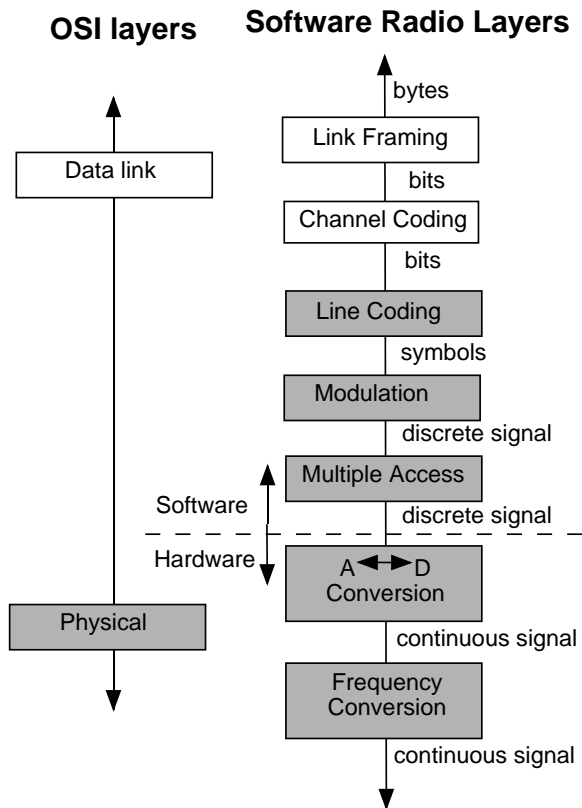 OSI layers
Software Radio Layers
bytes
Link Framing
Data link
bits
Channel Coding
bits
Line Coding
symbols
Modulation
discrete signal
Multiple Access
Software
discrete signal
Hardware
A D
Conversion
Physical
continuous signal
Frequency
Conversion
continuous signal